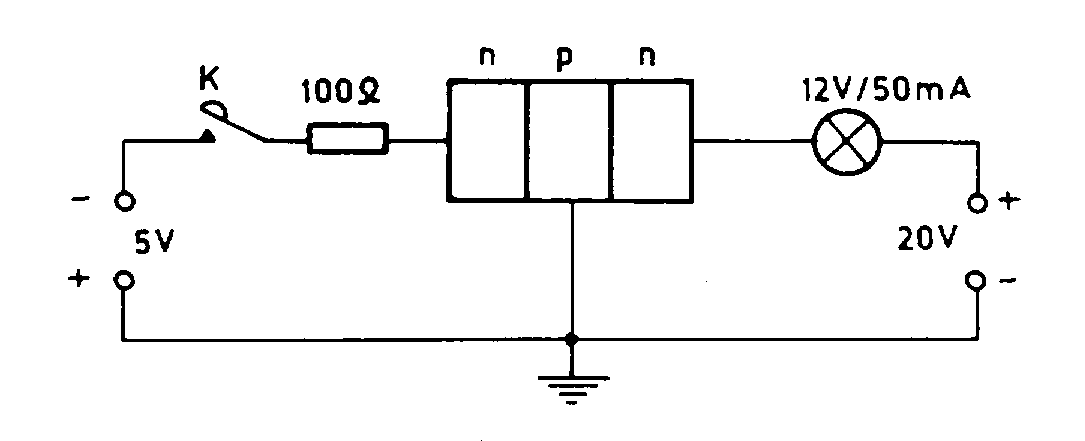 n p n
K
100Ω
12V/50mA
- +
5V 20V
+ -